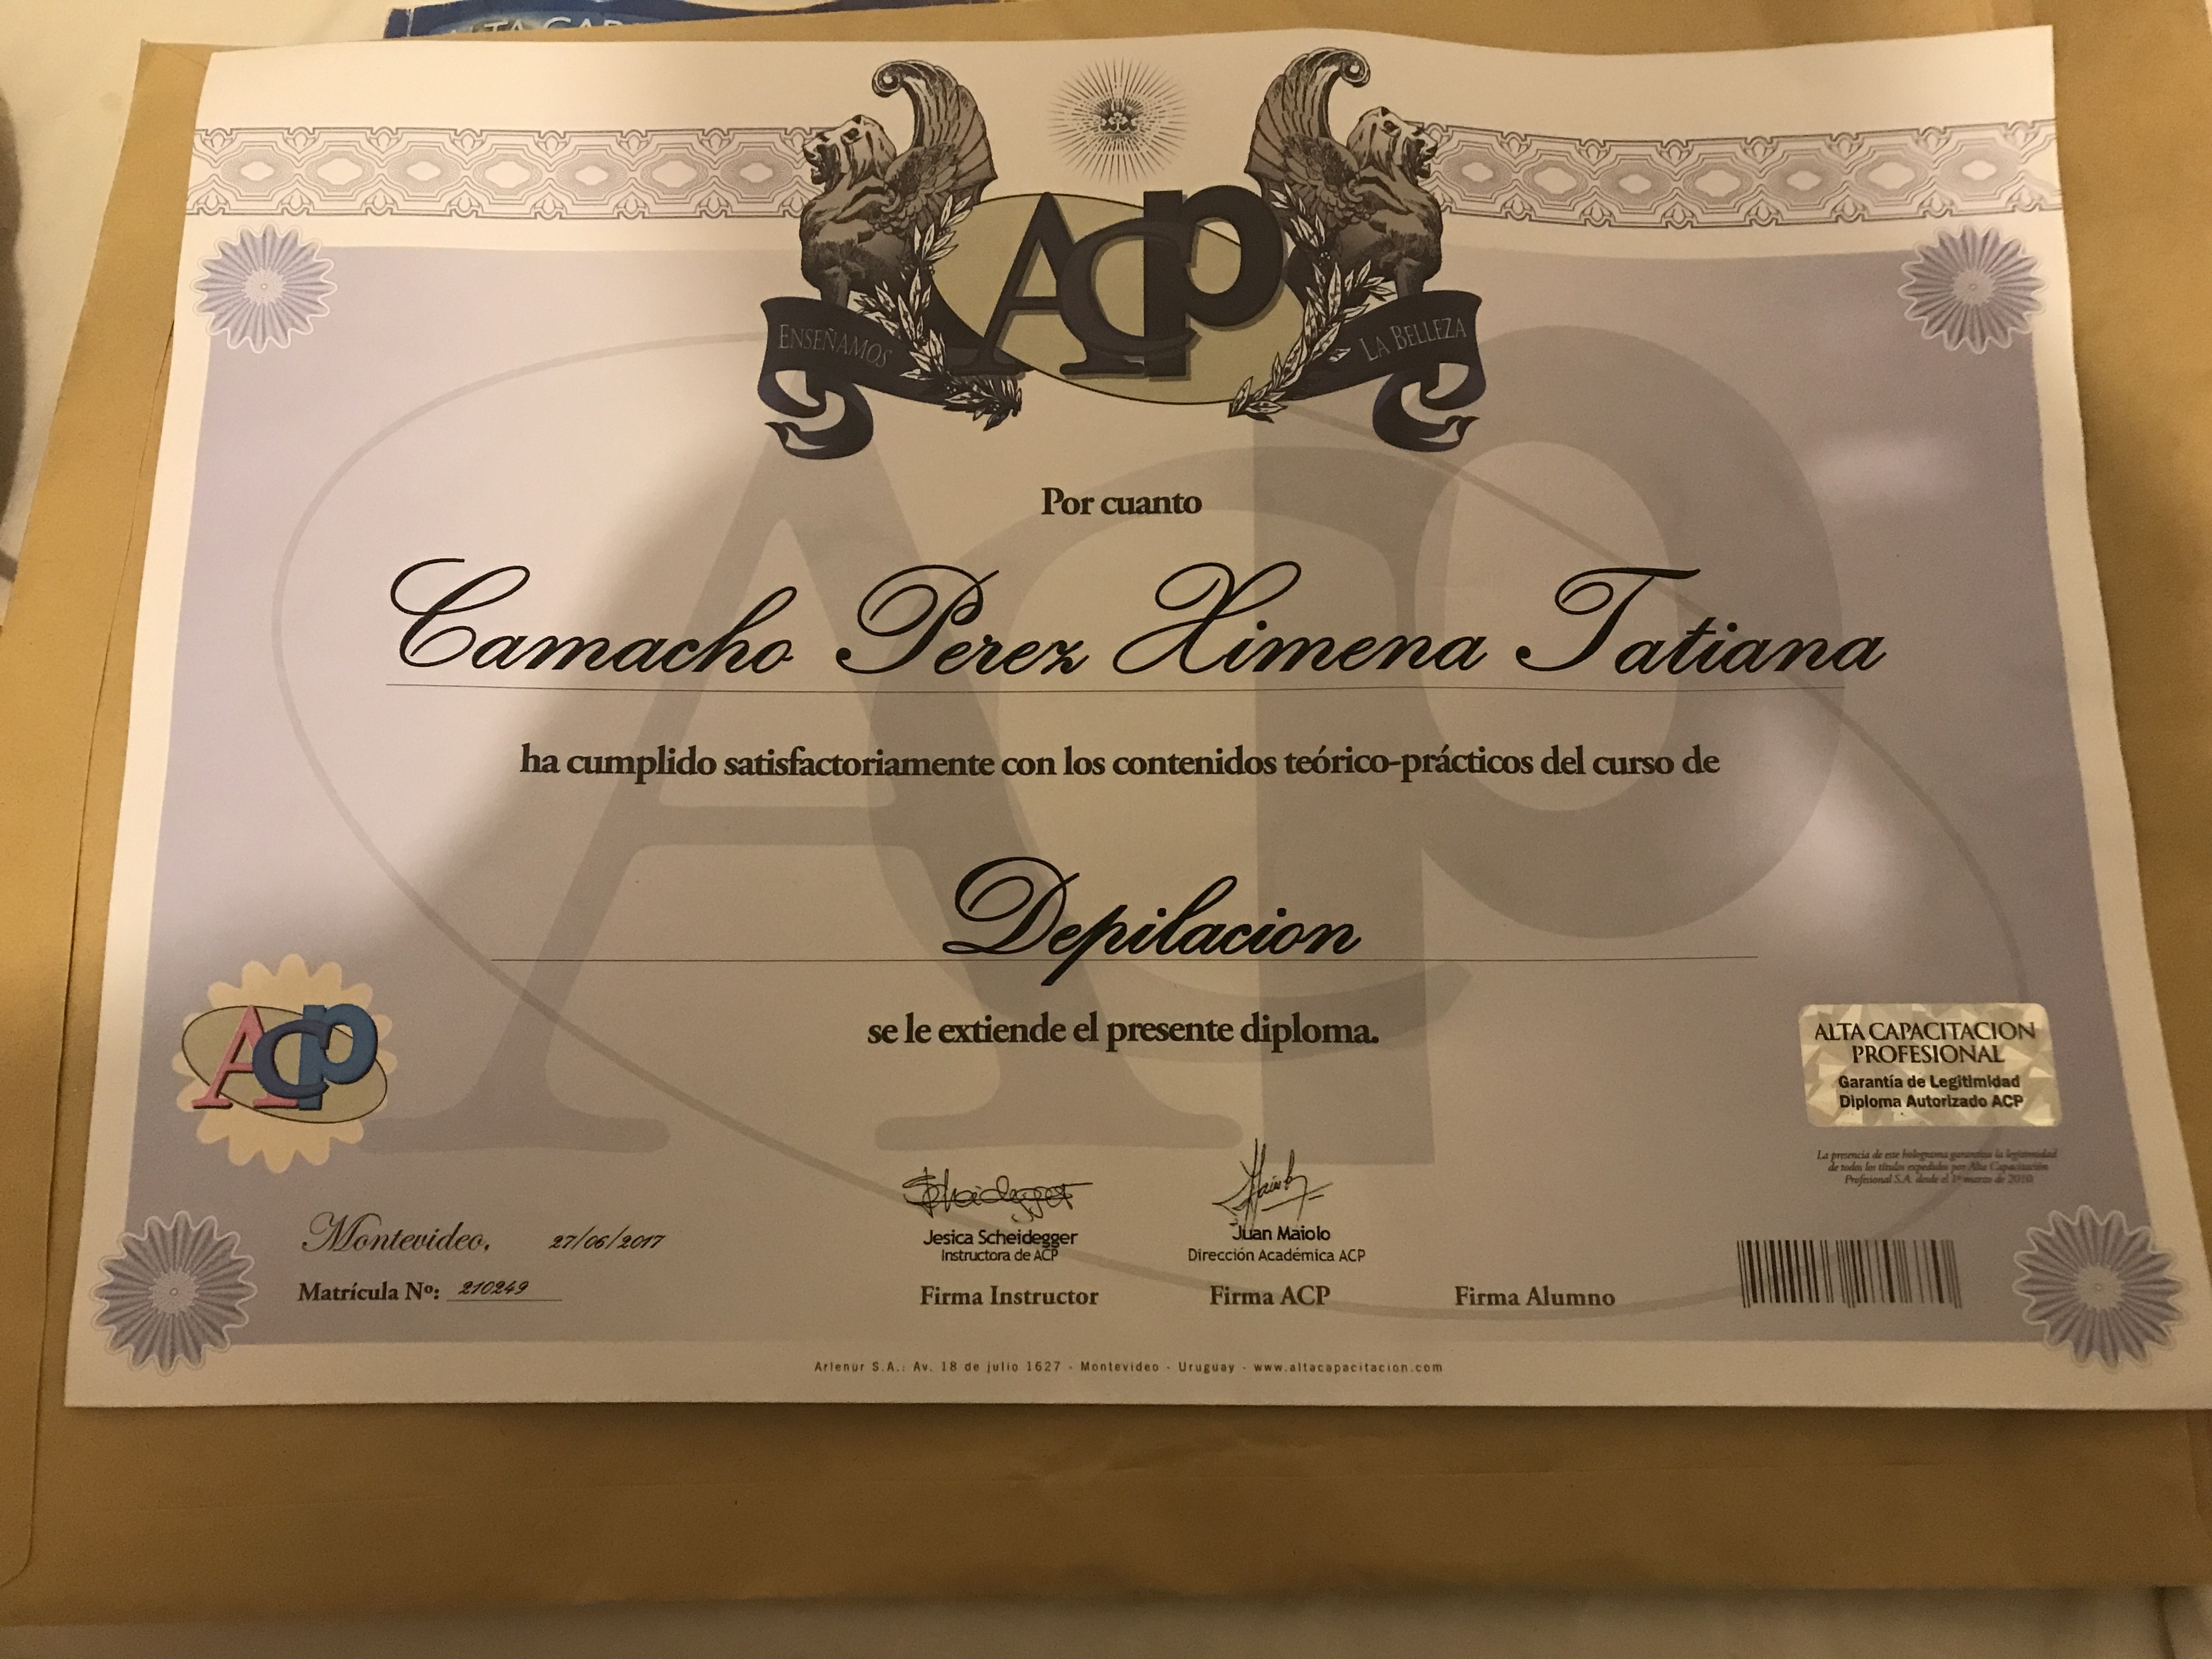 ALTA CAP
ACP
ENSEÑAMOS
LA BELLEZA
Por cuanto
Camacho Perez Ximena Tatiana
ha cumplido satisfactoriamente con los contenidos teórico-prácticos del curso de
Depilacion
se le extiende el presente diploma.
ACP
ALTA CAPACITACION
PROFESIONAL
Garantía de Legitimidad
Diploma Autorizado ACP
La presencia de este holograma garantiza la legitimidad
de todos los títulos expedidos por Alta Capacitación
Profesional S.A. desde el 1º marzo de 2010.
Montevideo, 27/06/2017
Matrícula Nº: 210249
Scheidegger
Jesica Scheidegger
Instructora de ACP
Firma Instructor
Juan Maiolo
Dirección Académica ACP
Firma ACP
Firma Alumno
Arlenur S.A.: Av. 18 de julio 1627 - Montevideo - Uruguay - www.altacapacitacion.com